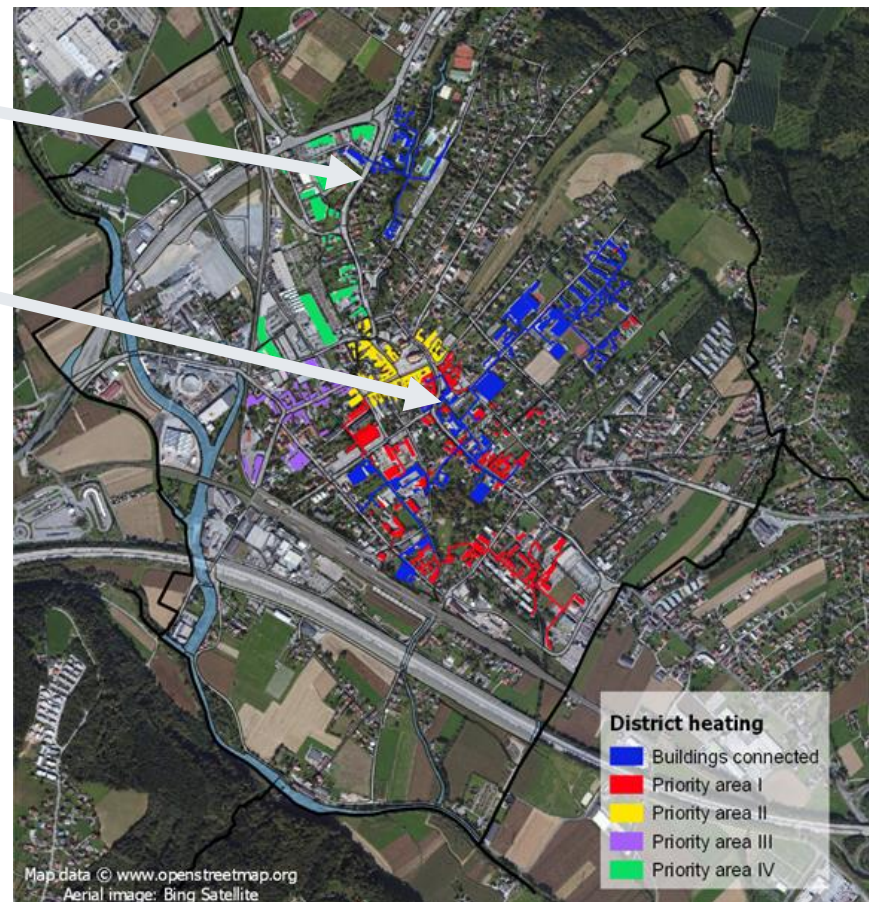 District heating
Buildings connected
Priority area I
Priority area II
Priority area III
Priority area IV
Map data © www.openstreetmap.org
Aerial image: Bing Satellite